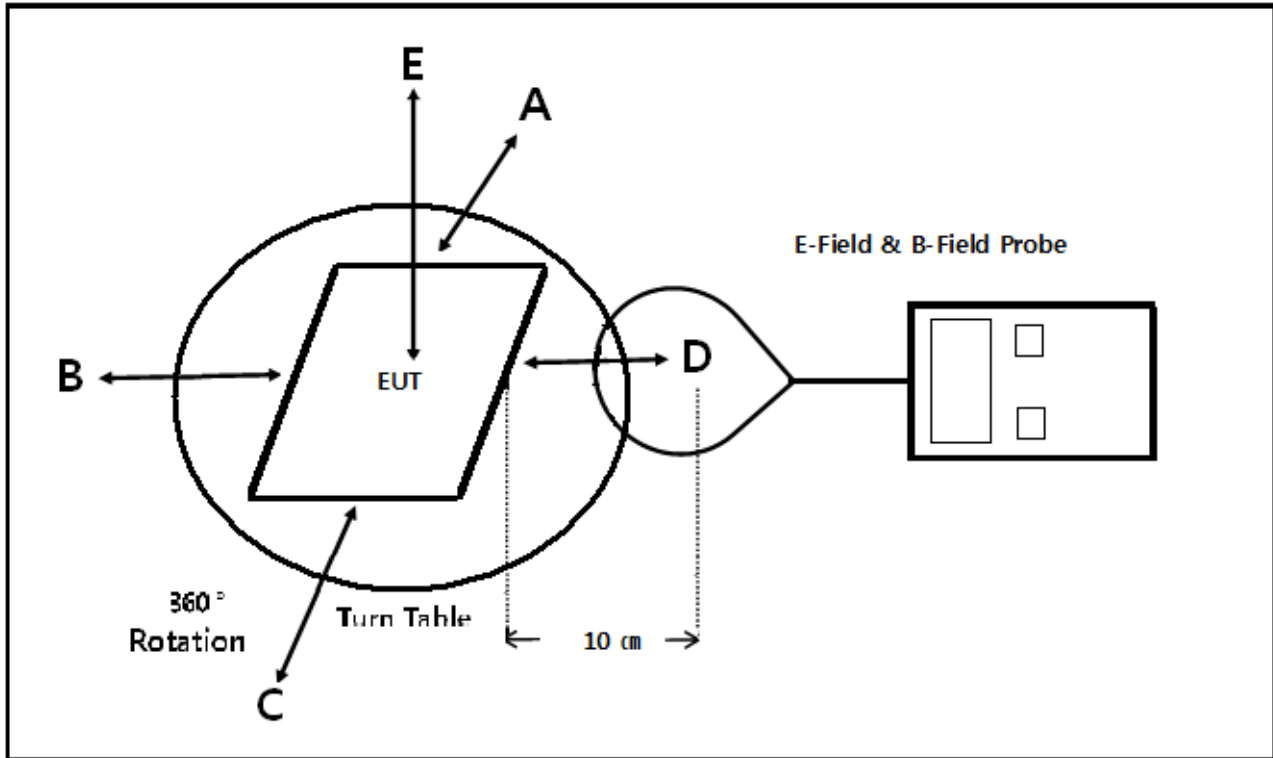 E
A
E-Field & B-Field Probe
B
D
EUT
360°
Rotation
Turn Table
10 ㎝
C